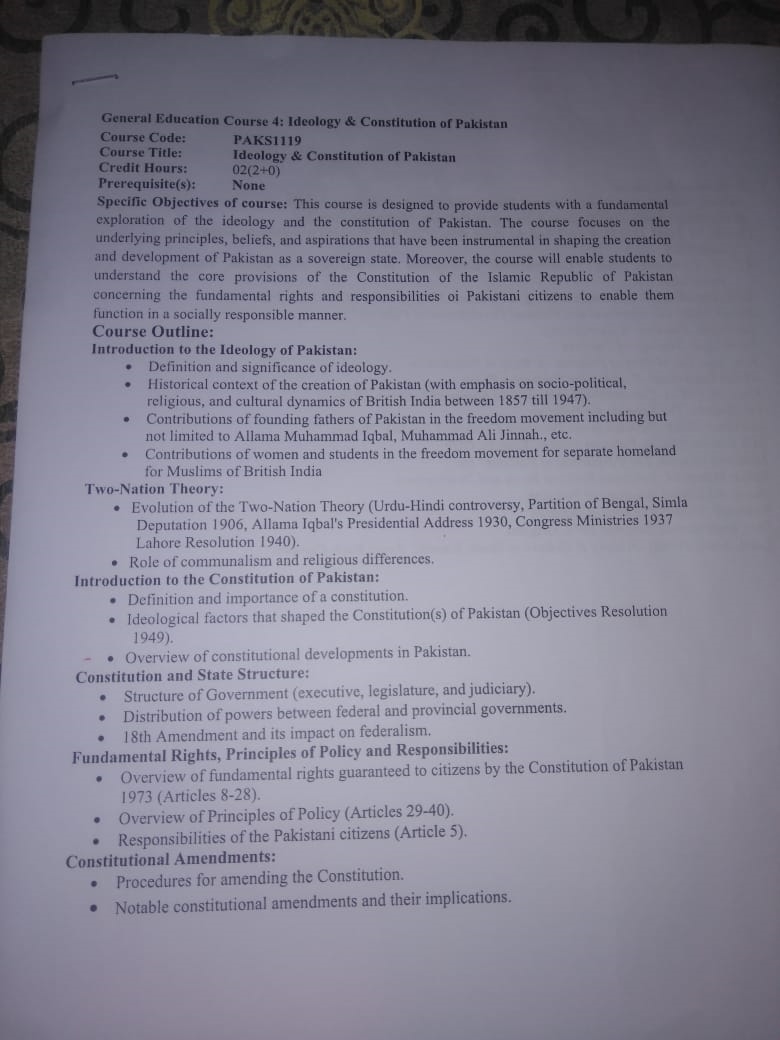 General Education Course 4: Ideology & Constitution of Pakistan
Course Code: PAKS1119
Course Title: Ideology & Constitution of Pakistan
Credit Hours: 02(2+0)
Prerequisite(s): None
Specific Objectives of course: This course is designed to provide students with a fundamental
exploration of the ideology and the constitution of Pakistan. The course focuses on the
underlying principles, beliefs, and aspirations that have been instrumental in shaping the creation
and development of Pakistan as a sovereign state. Moreover, the course will enable students to
understand the core provisions of the Constitution of the Islamic Republic of Pakistan
concerning the fundamental rights and responsibilities oi Pakistani citizens to enable them
function in a socially responsible manner.
Course Outline:
Introduction to the Ideology of Pakistan:
• Definition and significance of ideology.
• Historical context of the creation of Pakistan (with emphasis on socio-political,
religious, and cultural dynamics of British India between 1857 till 1947).
• Contributions of founding fathers of Pakistan in the freedom movement including but
not limited to Allama Muhammad Iqbal, Muhammad Ali Jinnah., etc.
• Contributions of women and students in the freedom movement for separate homeland
for Muslims of British India
Two-Nation Theory:
• Evolution of the Two-Nation Theory (Urdu-Hindi controversy, Partition of Bengal, Simla
Deputation 1906, Allama Iqbal's Presidential Address 1930, Congress Ministries 1937
Lahore Resolution 1940).
• Role of communalism and religious differences.
Introduction to the Constitution of Pakistan:
• Definition and importance of a constitution.
• Ideological factors that shaped the Constitution(s) of Pakistan (Objectives Resolution
1949).
• Overview of constitutional developments in Pakistan.
Constitution and State Structure:
• Structure of Government (executive, legislature, and judiciary).
• Distribution of powers between federal and provincial governments.
• 18th Amendment and its impact on federalism.
Fundamental Rights, Principles of Policy and Responsibilities:
• Overview of fundamental rights guaranteed to citizens by the Constitution of Pakistan
1973 (Articles 8-28).
• Overview of Principles of Policy (Articles 29-40).
• Responsibilities of the Pakistani citizens (Article 5).
Constitutional Amendments:
• Procedures for amending the Constitution.
• Notable constitutional amendments and their implications.